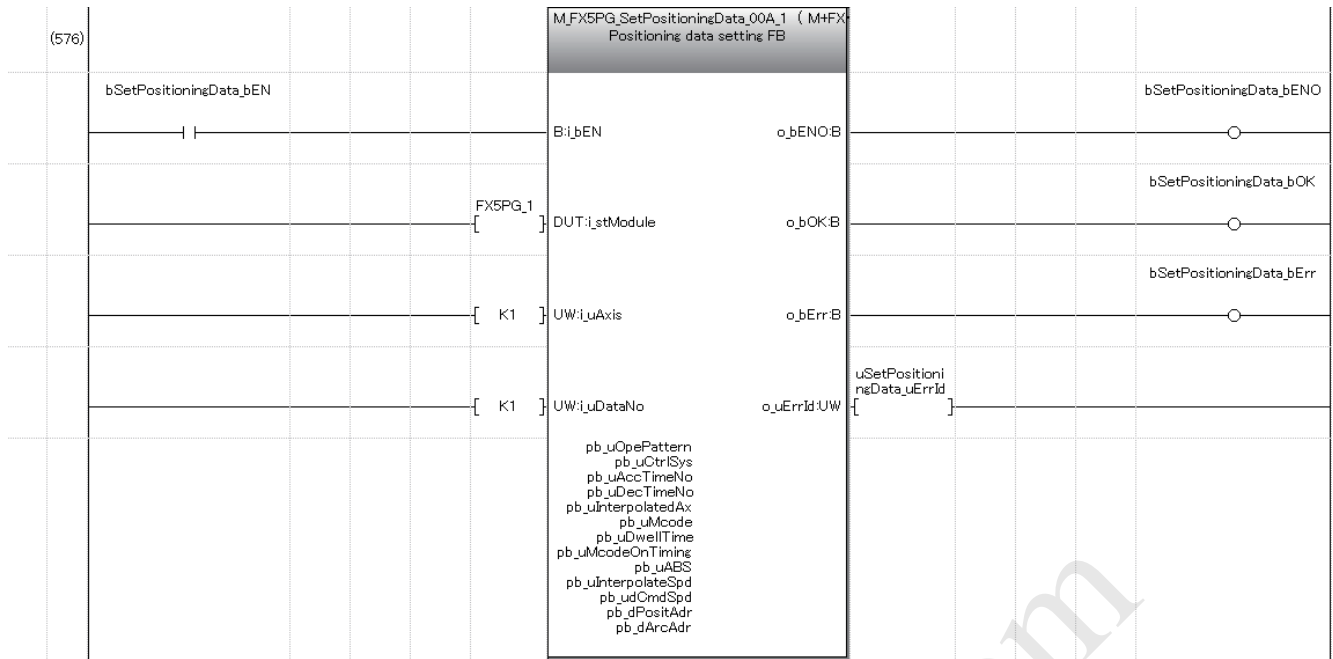 M_FX5PG_SetPositioningData_00A_1 ( M+FX
(576)
Positioning data setting FB
bSetPositioningData_bEN
bSetPositioningData_bENO
B:i_bEN
o_bENO:B
bSetPositioningData_bOK
FX5PG_1
DUT:i_stModule
o_bOK:B
bSetPositioningData_bErr
K1
UW:i_uAxis
o_bErr:B
uSetPositioni
ngData_uErrId
K1
UW:i_uDataNo
o_uErrId:UW
pb_uOpePattern
pb_uCtrlSys
pb_uAccTimeNo
pb_uDecTimeNo
pb_uInterpolatedAx
pb_uMcode
pb_uDwellTime
pb_uMcodeOnTiming
pb_uABS
pb_uInterpolateSpd
pb_udCmdSpd
pb_dPositAdr
pb_dArcAdr
m